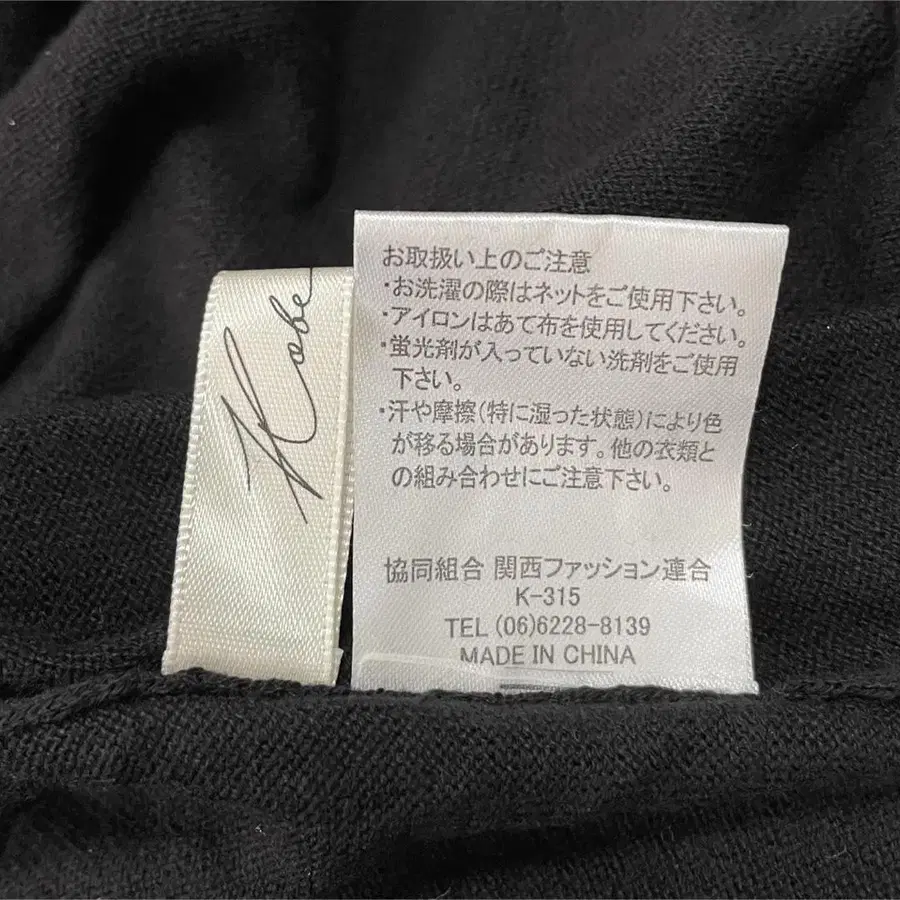 Kobe
お取扱い上のご注意
・お洗濯の際はネットをご使用下さい。
・アイロンはあて布を使用してください。
・蛍光剤が入っていない洗剤をご使用
下さい。
・汗や摩擦(特に湿った状態)により色
が移る場合があります。他の衣類と
の組み合わせにご注意下さい。
協同組合 関西ファッション連合
K-315
TEL (06)6228-8139
MADE IN CHINA